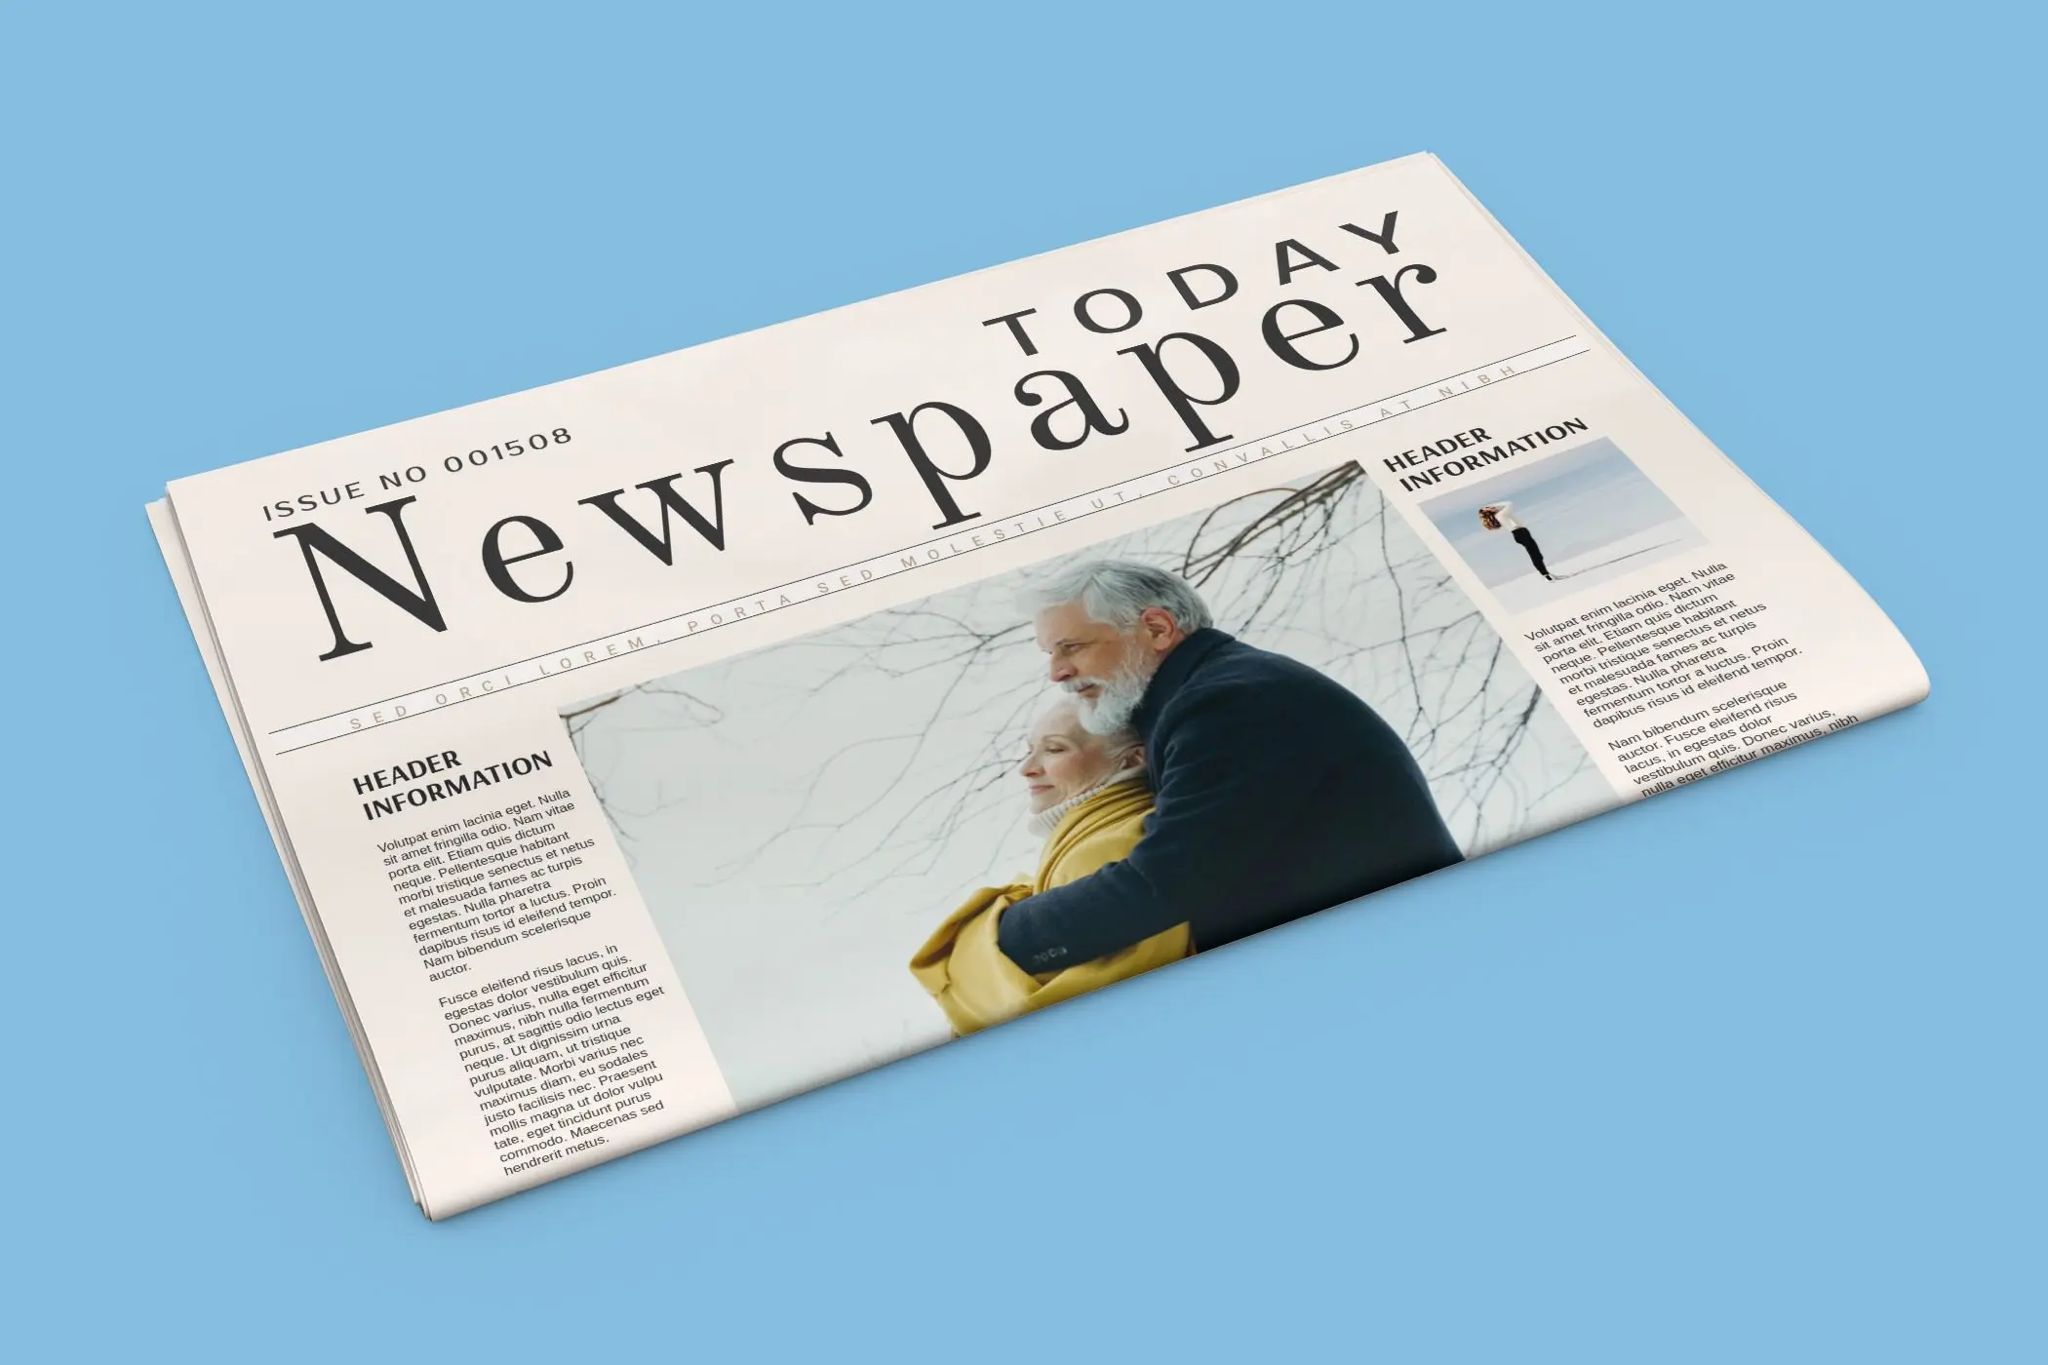 ISSUE NO 001508
TODAY
Newspaper
SED ORCI LOREM, PORTA SED MOLESTIE UT, CONVALLIS AT NIBH
HEADER
INFORMATION
Volutpat enim lacinia eget. Nulla
sit amet fringilla odio. Nam vitae
porta elit. Etiam quis dictum
neque. Pellentesque habitant
morbi tristique senectus et netus
et malesuada fames ac turpis
egestas. Nulla pharetra
fermentum tortor a luctus. Proin
dapibus risus id eleifend tempor.
Nam bibendum scelerisque
auctor.
Fusce eleifend risus lacus, in
egestas dolor vestibulum quis.
Donec varius, nulla eget efficitur
maximus, nibh nulla fermentum
purus, at sagittis odio lectus eget
neque. Ut dignissim urna
purus aliquam, ut tristique
vulputate. Morbi varius nec
maximus diam, eu sodales
justo facilisis nec. Praesent
mollis magna ut dolor vulpu
tate, eget tincidunt purus
commodo. Maecenas sed
hendrerit metus.
HEADER
INFORMATION
Volutpat enim lacinia eget. Nulla
sit amet fringilla odio. Nam vitae
porta elit. Etiam quis dictum
neque. Pellentesque habitant
morbi tristique senectus et netus
et malesuada fames ac turpis
egestas. Nulla pharetra
fermentum tortor a luctus. Proin
dapibus risus id eleifend tempor.
Nam bibendum scelerisque
auctor. Fusce eleifend risus
lacus, in egestas dolor
vestibulum quis. Donec varius,
nulla eget efficitur maximus, nibh